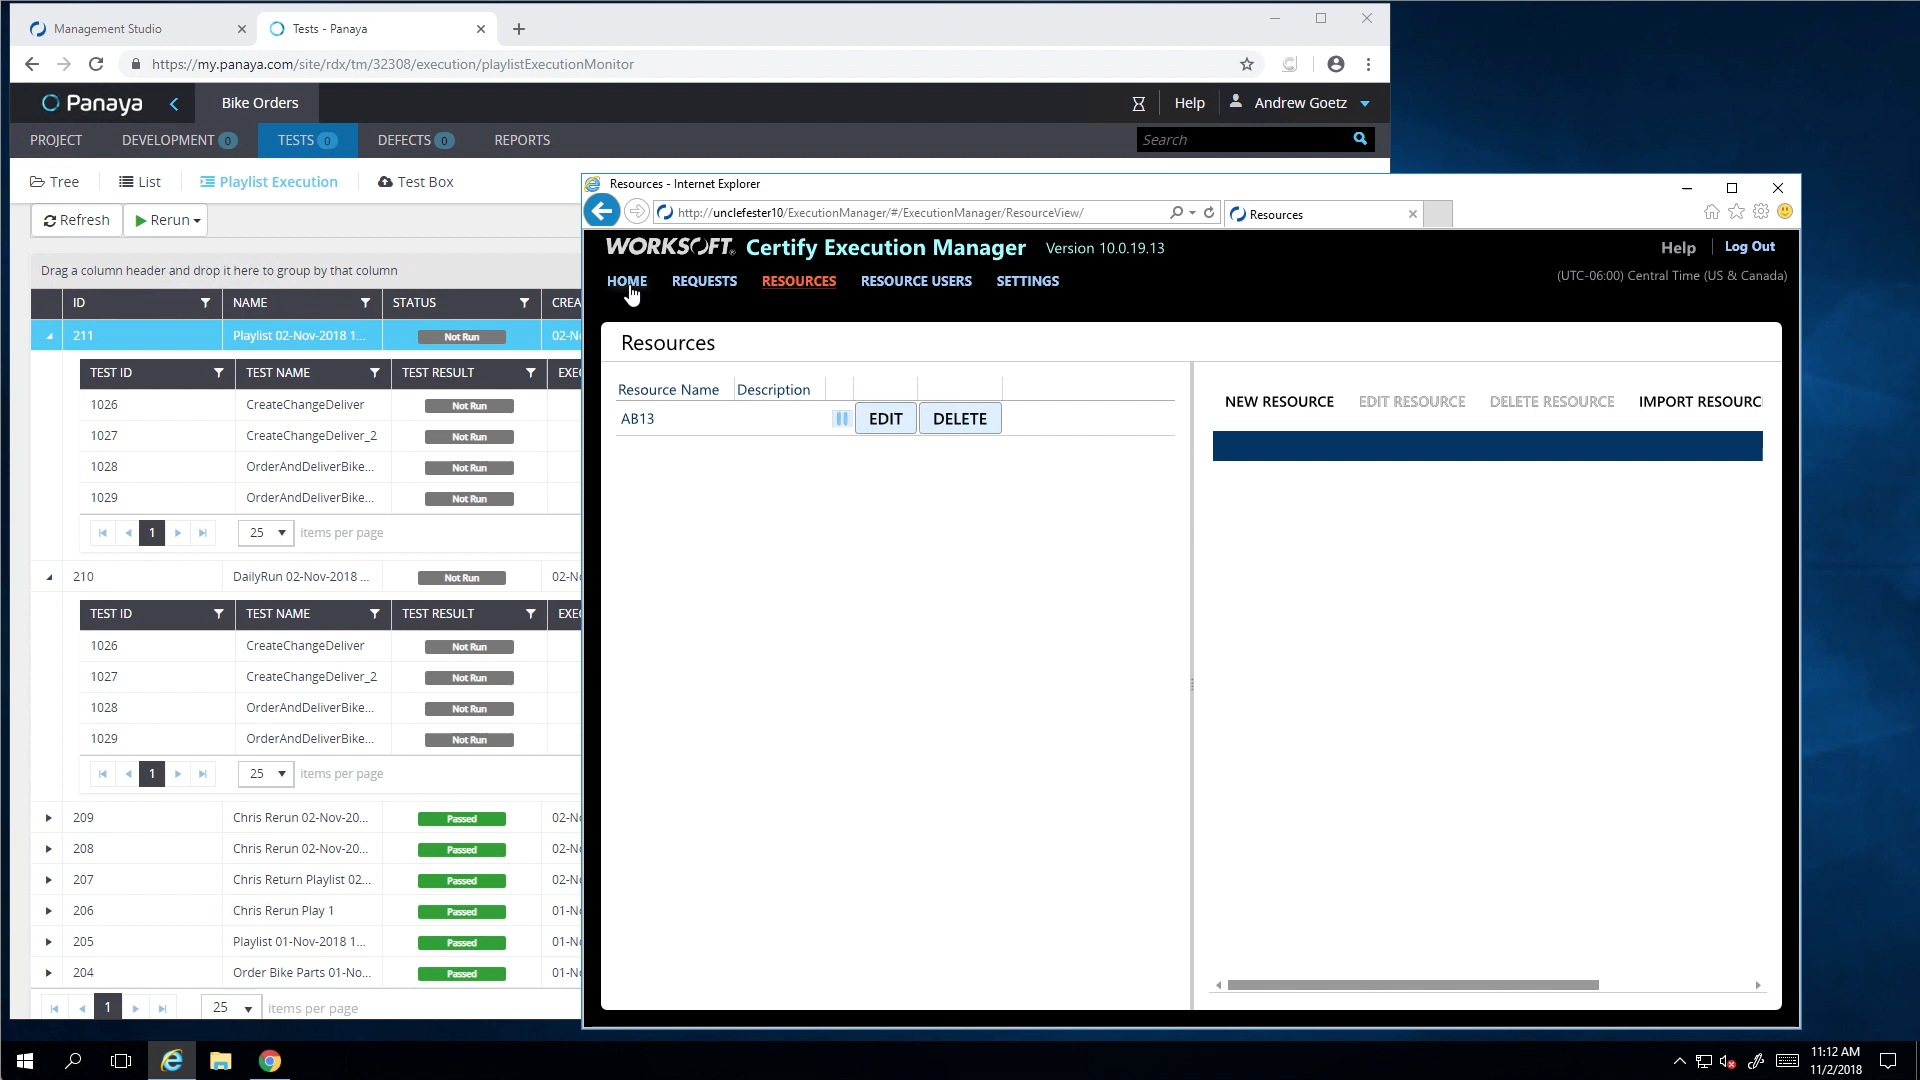 Management Studio
Tests - Panaya
https://my.panaya.com/site/rdx/tm/32308/execution/playlistExecutionMonitor
Panaya
Bike Orders
Help
Andrew Goetz
PROJECT
DEVELOPMENT 0
TESTS 0
DEFECTS 0
REPORTS
Search
Tree
List
Playlist Execution
Test Box
Refresh
Rerun
Drag a column header and drop it here to group by that column
ID NAME STATUS CREA
211 Playlist 02-Nov-2018 1... Not Run 02-N
TEST ID TEST NAME TEST RESULT EXE
1026 CreateChangeDeliver Not Run
1027 CreateChangeDeliver_2 Not Run
1028 OrderAndDeliverBike... Not Run
1029 OrderAndDeliverBike... Not Run
1 25 items per page
210 DailyRun 02-Nov-2018 ... Not Run 02-N
TEST ID TEST NAME TEST RESULT EXE
1026 CreateChangeDeliver Not Run
1027 CreateChangeDeliver_2 Not Run
1028 OrderAndDeliverBike... Not Run
1029 OrderAndDeliverBike... Not Run
1 25 items per page
209 Chris Rerun 02-Nov-20... Passed 02-N
208 Chris Rerun 02-Nov-20... Passed 02-N
207 Chris Return Playlist 02... Passed 02-N
206 Chris Rerun Play 1 Passed 01-N
205 Playlist 01-Nov-2018 1... Passed 01-N
204 Order Bike Parts 01-No... Passed 01-N
1 25 items per page
Resources - Internet Explorer
http://unclefester10/ExecutionManager/#/ExecutionManager/ResourceView/
Resources
WORKSOFT. Certify Execution Manager Version 10.0.19.13
Help Log Out
HOME REQUESTS RESOURCES RESOURCE USERS SETTINGS
(UTC-06:00) Central Time (US & Canada)
Resources
Resource Name Description
AB13 EDIT DELETE
NEW RESOURCE EDIT RESOURCE DELETE RESOURCE IMPORT RESOURC
11:12 AM
11/2/2018